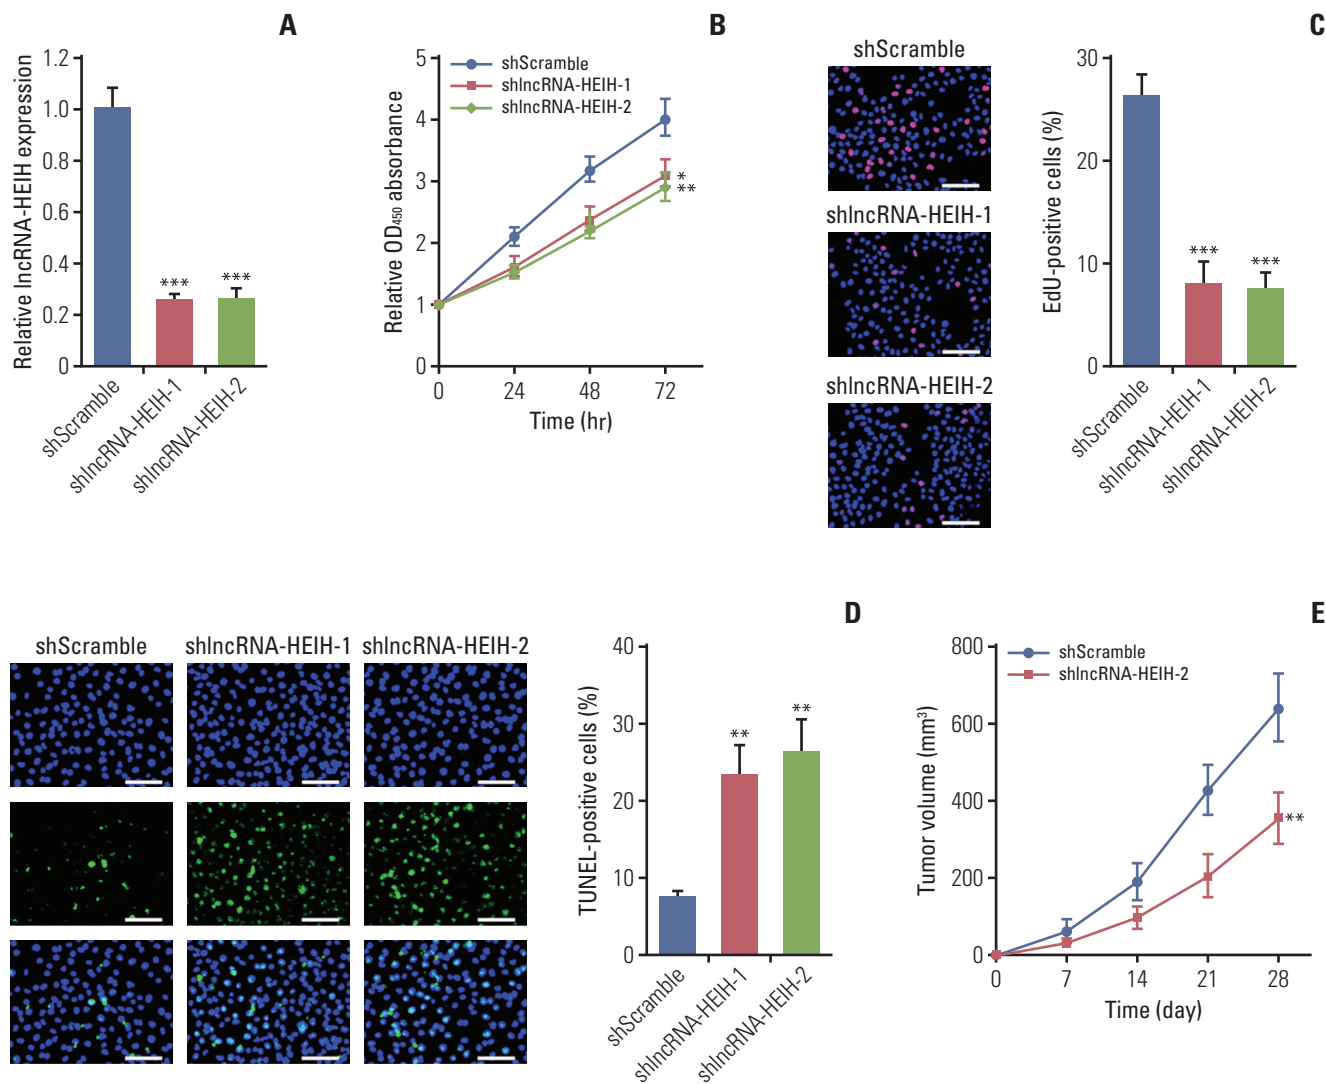 A
Relative lncRNA-HEIH expression
1.2
1.0
0.8
0.6
0.4
0.2
0
***
***
shScramble
shlncRNA-HEIH-1
shlncRNA-HEIH-2
B
Relative OD450 absorbance
5
4
3
2
1
0
shScramble
shlncRNA-HEIH-1
shlncRNA-HEIH-2
*
**
0
24
48
72
Time (hr)
C
shScramble
shlncRNA-HEIH-1
shlncRNA-HEIH-2
EdU-positive cells (%)
30
20
10
0
***
***
shScramble
shlncRNA-HEIH-1
shlncRNA-HEIH-2
D
shScramble
shlncRNA-HEIH-1
shlncRNA-HEIH-2
TUNEL-positive cells (%)
40
30
20
10
0
**
**
shScramble
shlncRNA-HEIH-1
shlncRNA-HEIH-2
E
Tumor volume (mm³)
800
600
400
200
0
shScramble
shlncRNA-HEIH-2
**
0
7
14
21
28
Time (day)